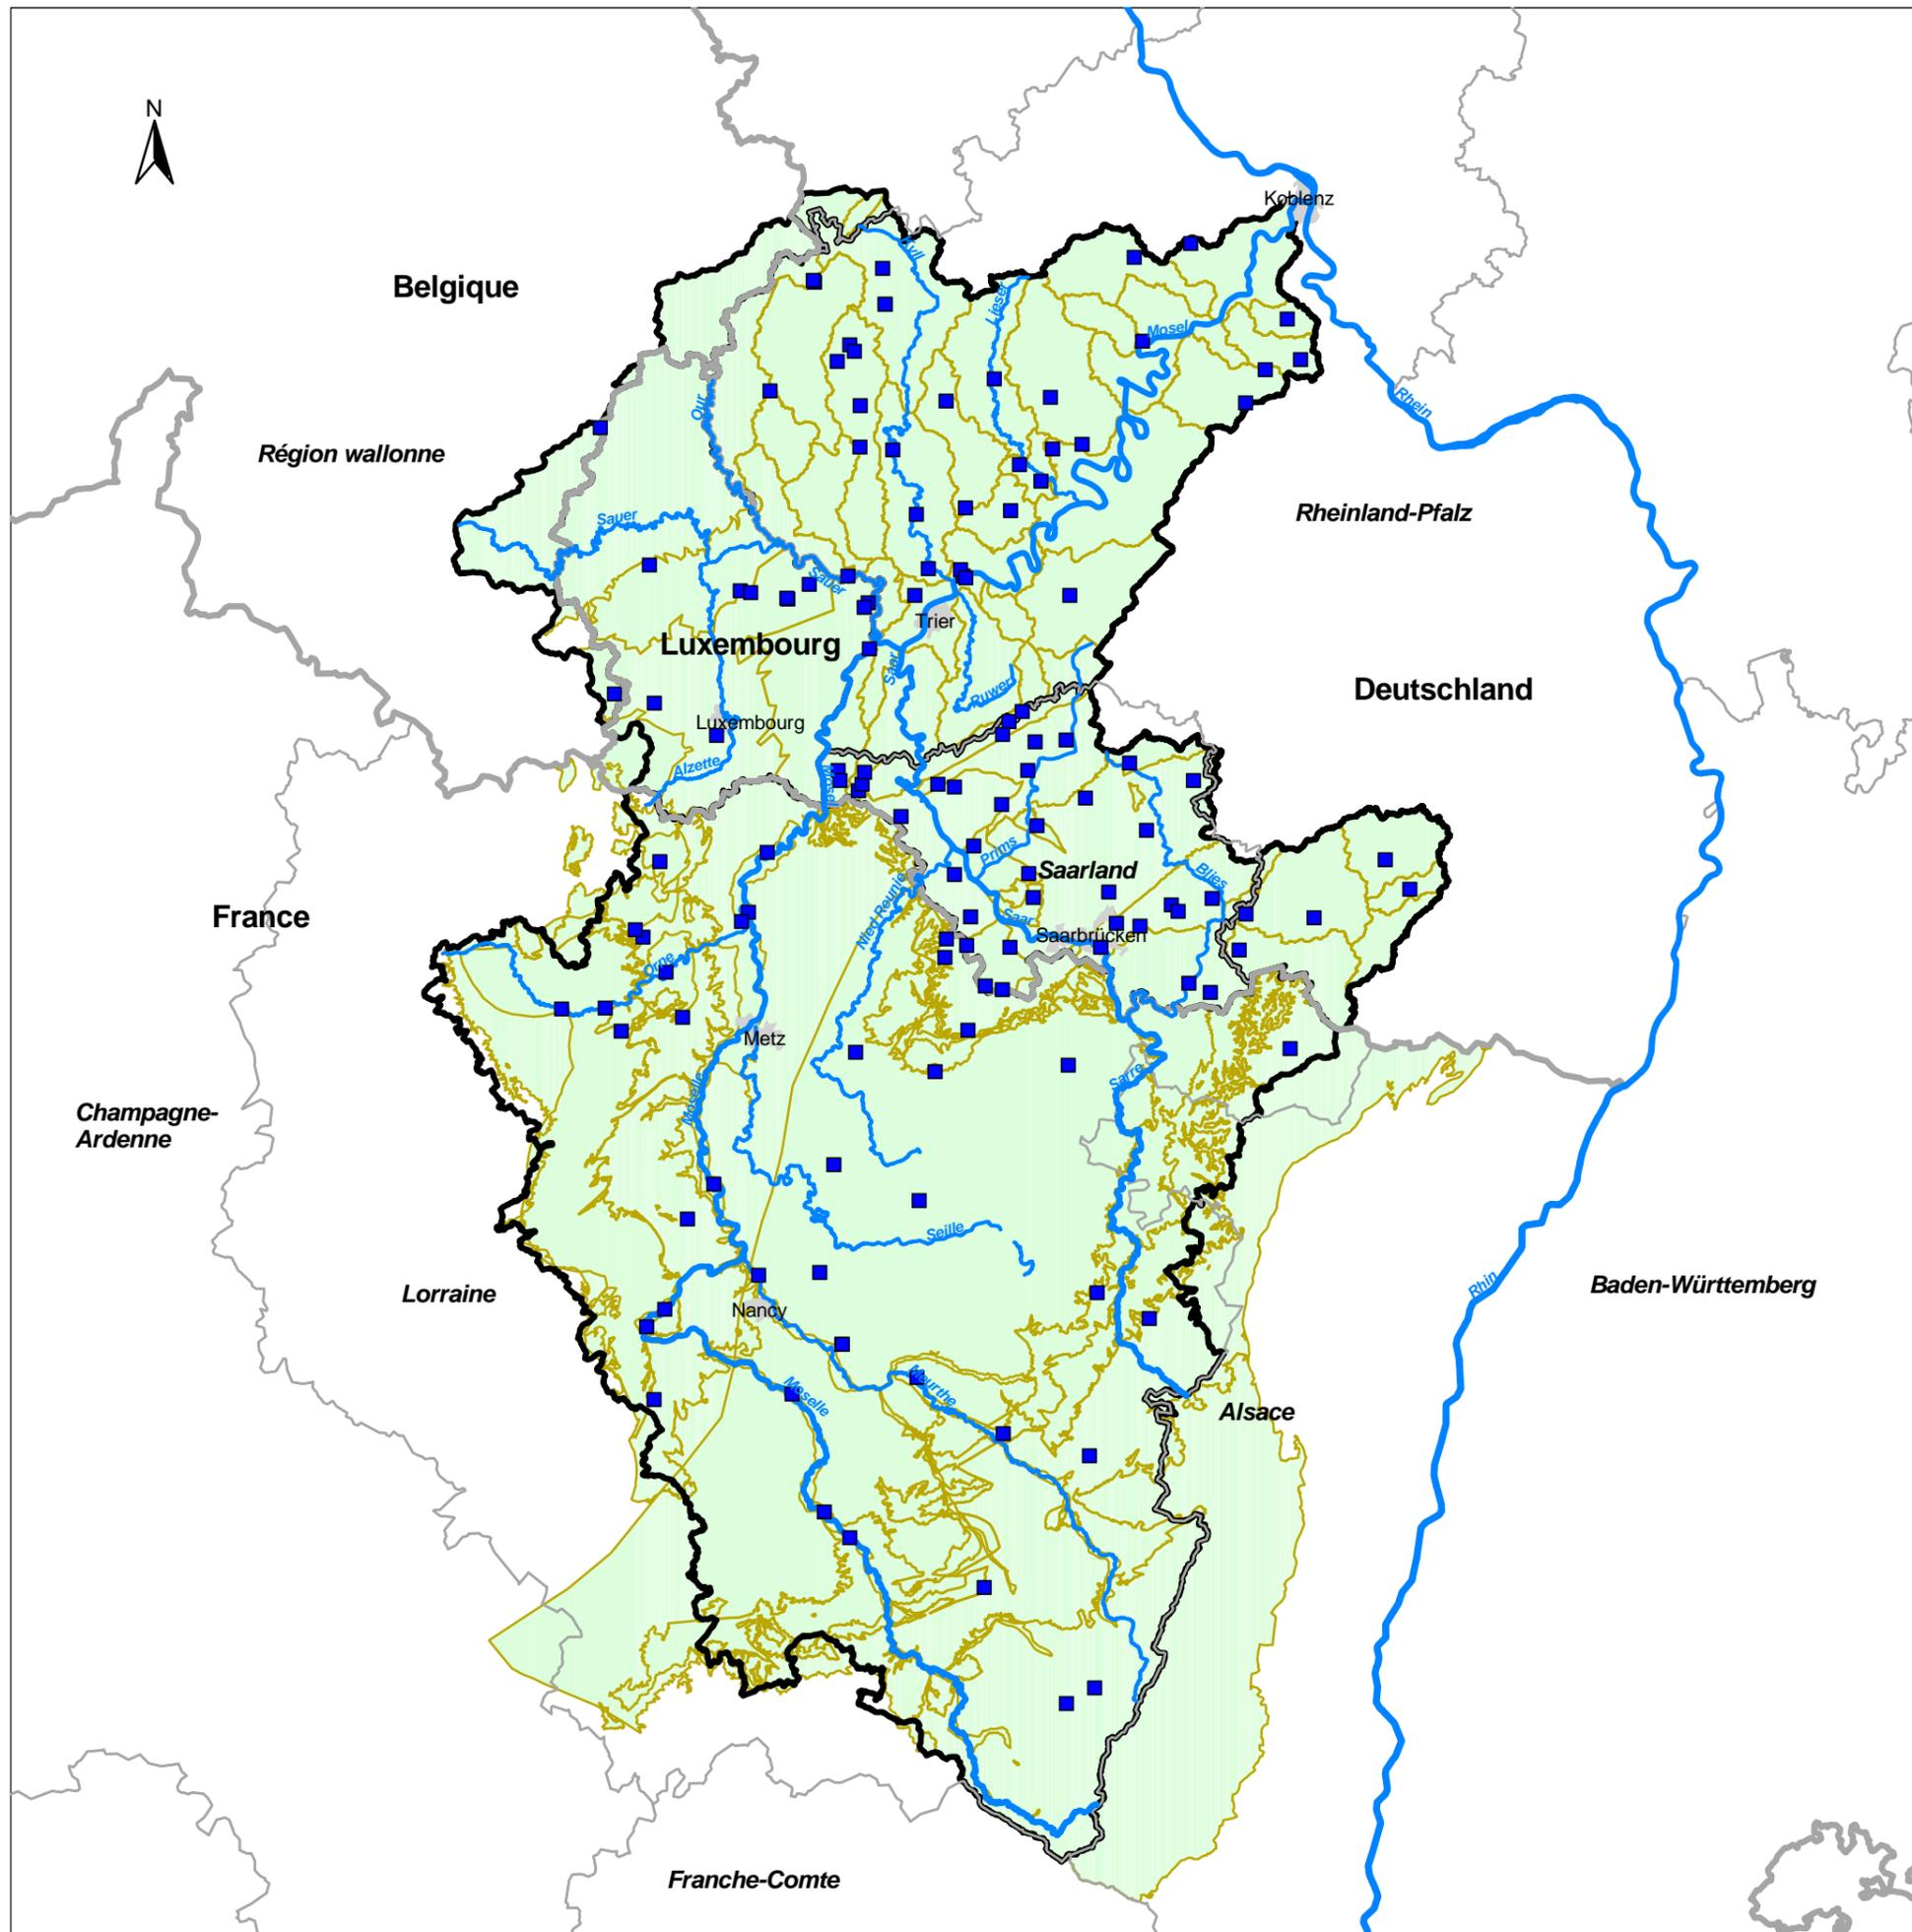 N
Koblenz
Kyll
Belgique
Lieser
Mosel
Rhein
Our
Région wallonne
Rheinland-Pfalz
Sauer
Sauer
Trier
Luxembourg
Saar
Ruwer
Deutschland
Luxembourg
Alzette
Mosel
Prims
Saarland
Blies
Nied Reunie
France
Saar
Saarbrücken
Orne
Metz
Sarre
Moselle
Champagne-
Ardenne
Seille
Rhin
Baden-Württemberg
Lorraine
Nancy
Meurthe
Moselle
Alsace
Franche-Comte